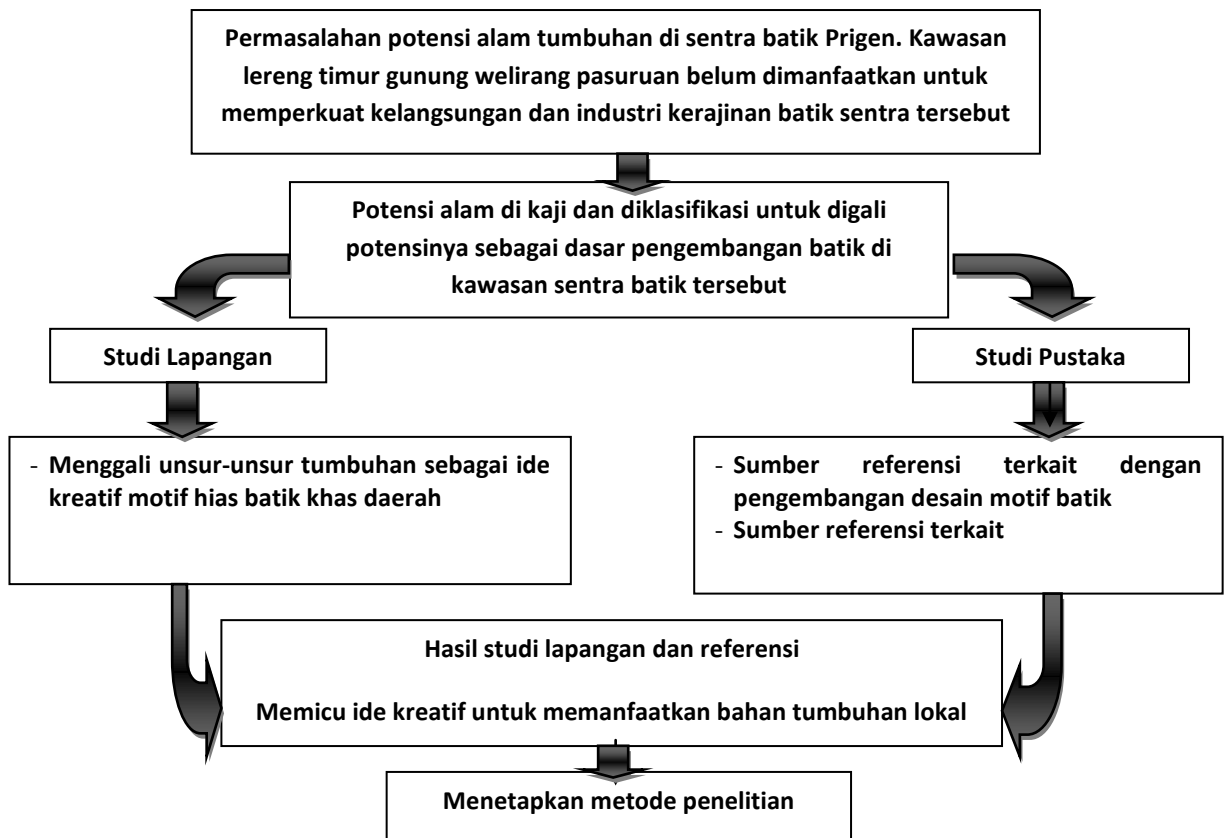 Permasalahan potensi alam tumbuhan di sentra batik Prigen. Kawasan
lereng timur gunung welirang pasuruan belum dimanfaatkan untuk
memperkuat kelangsungan dan industri kerajinan batik sentra tersebut
Potensi alam di kaji dan diklasifikasi untuk digali
potensinya sebagai dasar pengembangan batik di
kawasan sentra batik tersebut
Studi Lapangan
Studi Pustaka
- Menggali unsur-unsur tumbuhan sebagai ide
kreatif motif hias batik khas daerah
- Sumber referensi terkait dengan
pengembangan desain motif batik
- Sumber referensi terkait
Hasil studi lapangan dan referensi
Memicu ide kreatif untuk memanfaatkan bahan tumbuhan lokal
Menetapkan metode penelitian